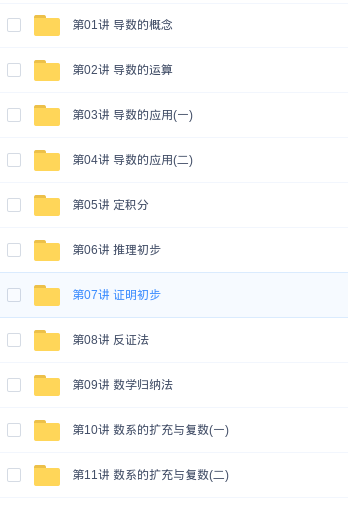 第01讲 导数的概念
第02讲 导数的运算
第03讲 导数的应用(一)
第04讲 导数的应用(二)
第05讲 定积分
第06讲 推理初步
第07讲 证明初步
第08讲 反证法
第09讲 数学归纳法
第10讲 数系的扩充与复数(一)
第11讲 数系的扩充与复数(二)